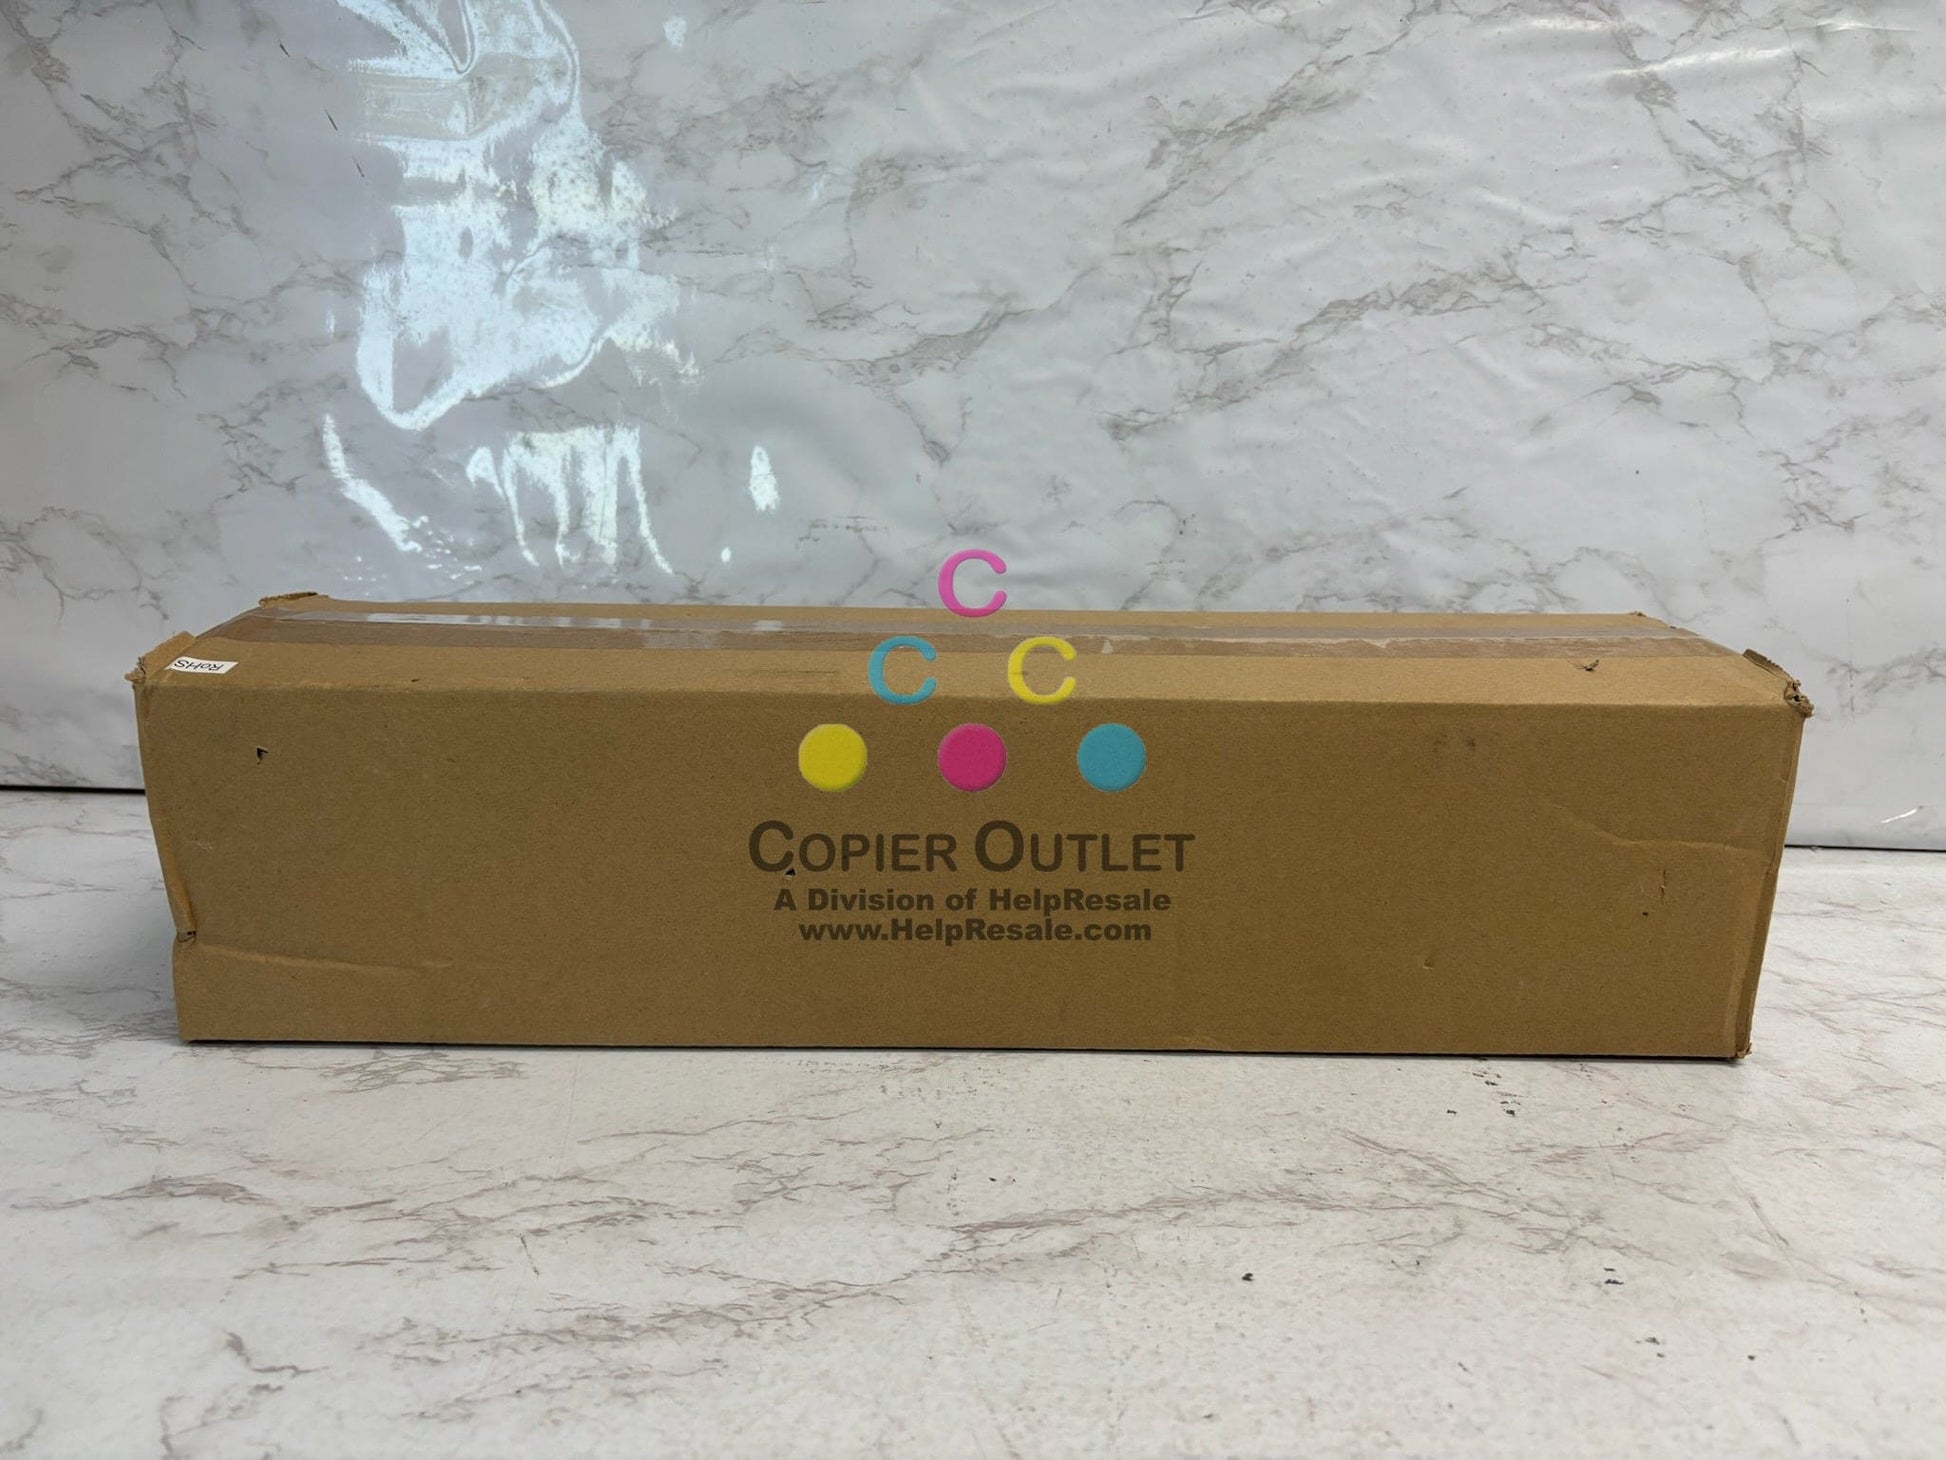 C
C C
COPIER OUTLET
A Division of HelpResale
www.HelpResale.com
RoHS